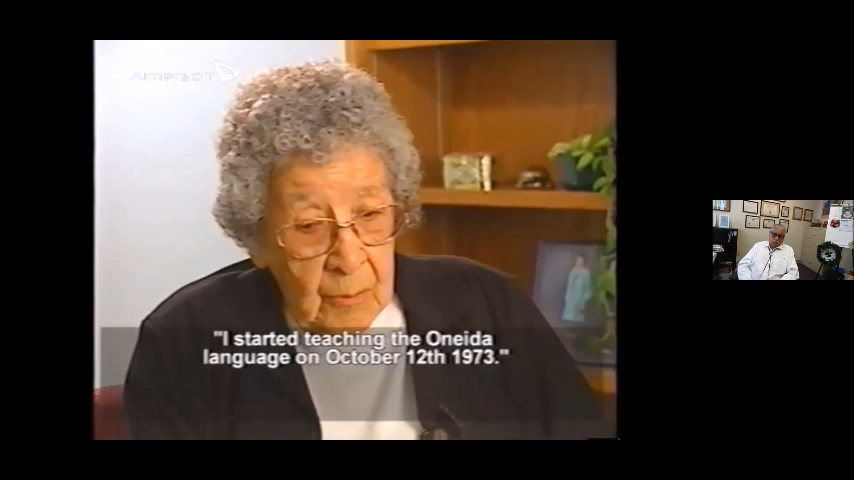 "I started teaching the Oneida
language on October 12th 1973."